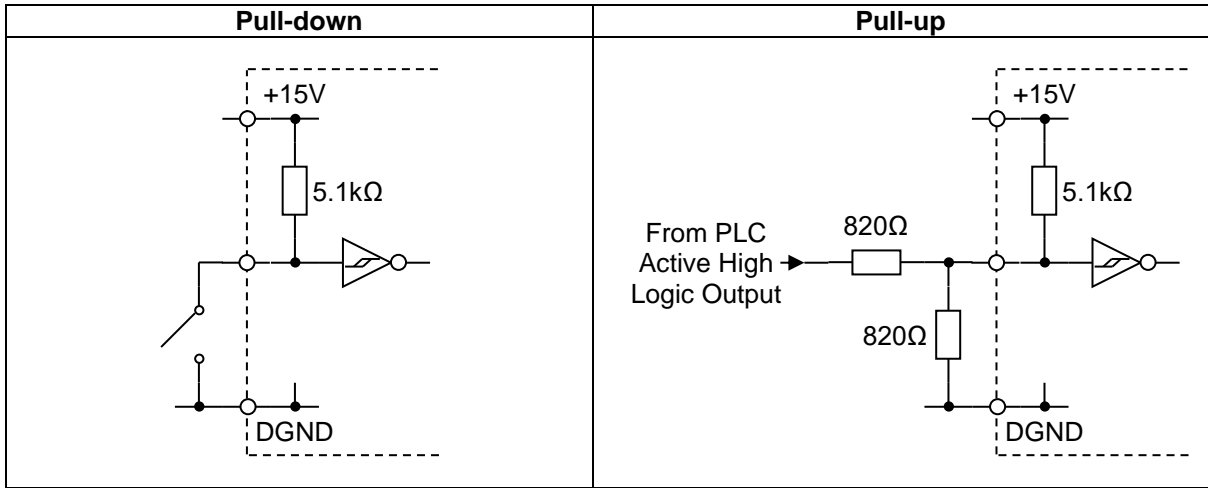 Pull-down
Pull-up
+15V
5.1kΩ
DGND
+15V
5.1kΩ
820Ω
From PLC
Active High
Logic Output
820Ω
DGND